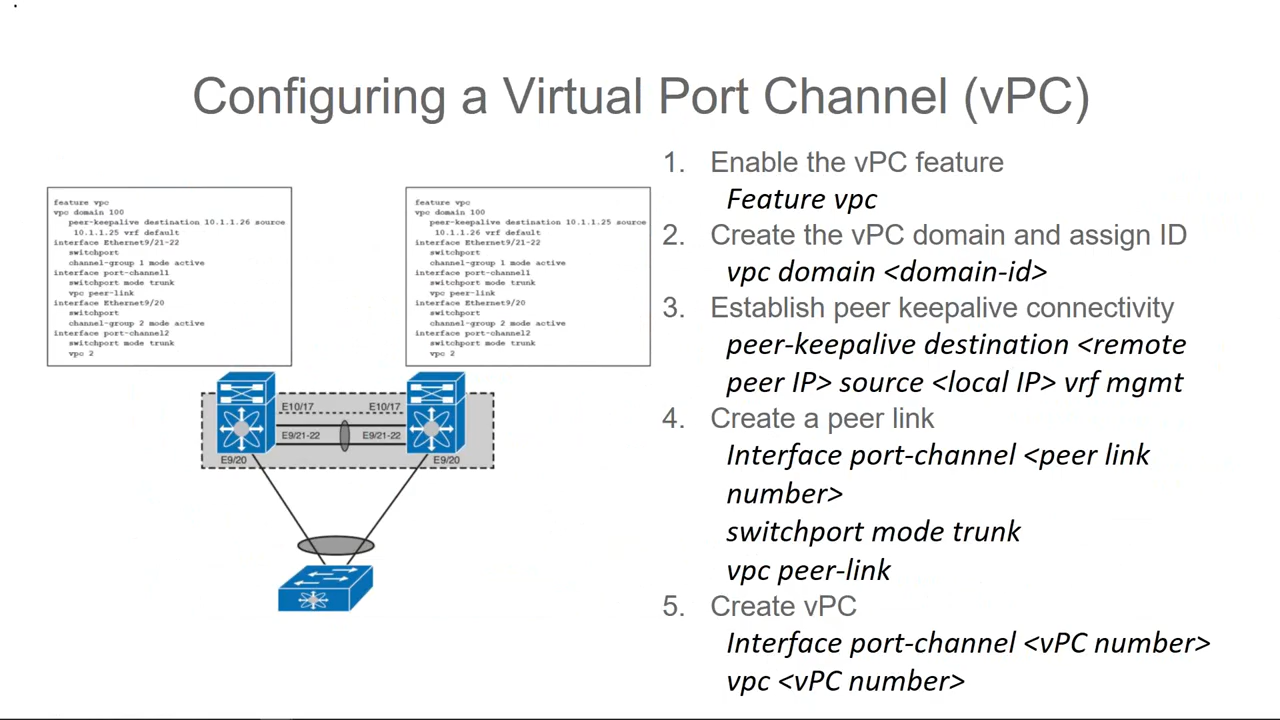 Configuring a Virtual Port Channel (vPC)
feature vpc
vpc domain 100
peer-keepalive destination 10.1.1.26 source
10.1.1.25 vrf default
interface Ethernet9/21-22
switchport
channel-group 1 mode active
interface port-channel1
switchport mode trunk
vpc peer-link
interface Ethernet9/20
switchport
channel-group 2 mode active
interface port-channel2
switchport mode trunk
vpc 2
feature vpc
vpc domain 100
peer-keepalive destination 10.1.1.25 source
10.1.1.26 vrf default
interface Ethernet9/21-22
switchport
channel-group 1 mode active
interface port-channel1
switchport mode trunk
vpc peer-link
interface Ethernet9/20
switchport
channel-group 2 mode active
interface port-channel2
switchport mode trunk
vpc 2
E10/17 E10/17
E9/21-22 E9/21-22
E9/20 E9/20
1. Enable the vPC feature
Feature vpc
2. Create the vPC domain and assign ID
vpc domain <domain-id>
3. Establish peer keepalive connectivity
peer-keepalive destination <remote
peer IP> source <local IP> vrf mgmt
4. Create a peer link
Interface port-channel <peer link
number>
switchport mode trunk
vpc peer-link
5. Create vPC
Interface port-channel <vPC number>
vpc <vPC number>